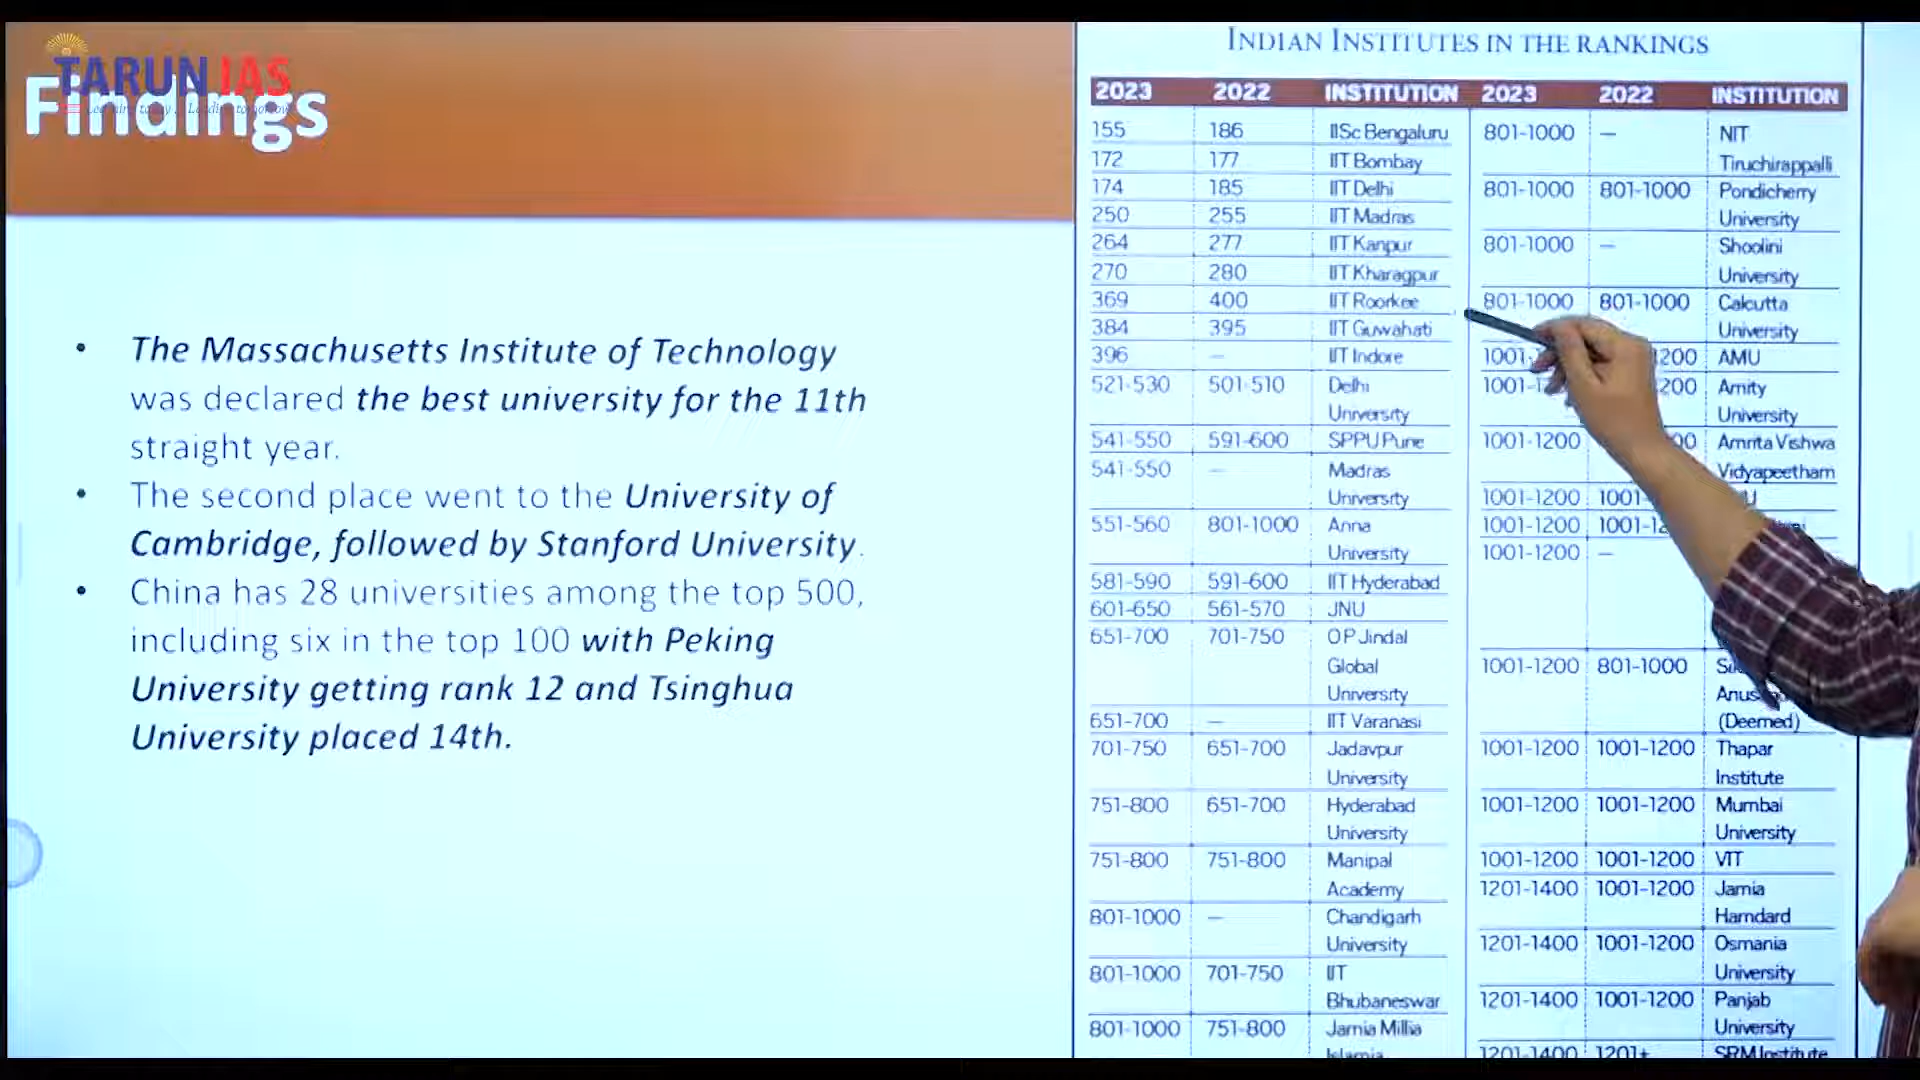 TARUN IAS
Findings
The Massachusetts Institute of Technology
was declared the best university for the 11th
straight year.
The second place went to the University of
Cambridge, followed by Stanford University.
China has 28 universities among the top 500,
including six in the top 100 with Peking
University getting rank 12 and Tsinghua
University placed 14th.
INDIAN INSTITUTES IN THE RANKINGS
2023 2022 INSTITUTION
155 186 IISc Bengaluru
172 177 IIT Bombay
174 185 IIT Delhi
250 255 IIT Madras
264 277 IIT Kanpur
270 280 IIT Kharagpur
369 400 IIT Roorkee
384 395 IIT Guwahati
396 — IIT Indore
521-530 501-510 Delhi
University
541-550 591-600 SPPU Pune
541-550 — Madras
University
551-560 801-1000 Anna
University
581-590 591-600 IIT Hyderabad
601-650 561-570 JNU
651-700 701-750 OP Jindal
Global
University
651-700 — IIT Varanasi
701-750 651-700 Jadavpur
University
751-800 651-700 Hyderabad
University
751-800 751-800 Manipal
Academy
801-1000 — Chandigarh
University
801-1000 701-750 IIT
Bhubaneswar
801-1000 751-800 Jamia Millia
Islamia
2023 2022 INSTITUTION
801-1000 — NIT
Tiruchirappalli
801-1000 801-1000 Pondicherry
University
801-1000 — Shoolini
University
801-1000 801-1000 Calcutta
University
AMU
Amity
University
1001-1200 Amrita Vishwa
Vidyapeetham
1001-1200
1001-1200
1001-1200 —
1001-1200 801-1000
(Deemed)
1001-1200 1001-1200 Thapar
Institute
1001-1200 1001-1200 Mumbai
University
1001-1200 1001-1200 VIT
1201-1400 1001-1200 Jamia
Hamdard
1201-1400 1001-1200 Osmania
University
1201-1400 1001-1200 Panjab
University
1201-1400 1201+ SRM Institute